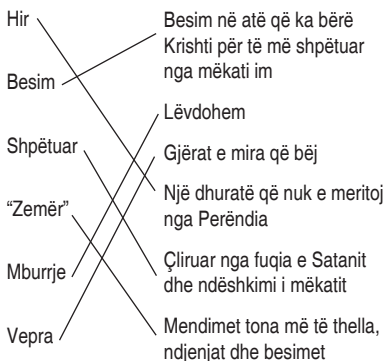 Hir
Besim
Shpëtuar
“Zemër”
Mburrje
Vepra
Besim në atë që ka bërë
Krishti për të më shpëtuar
nga mëkati im
Lëvdohem
Gjërat e mira që bëj
Një dhuratë që nuk e meritoj
nga Perëndia
Çliruar nga fuqia e Satanit
dhe ndëshkimi i mëkatit
Mendimet tona më të thella,
ndjenjat dhe besimet